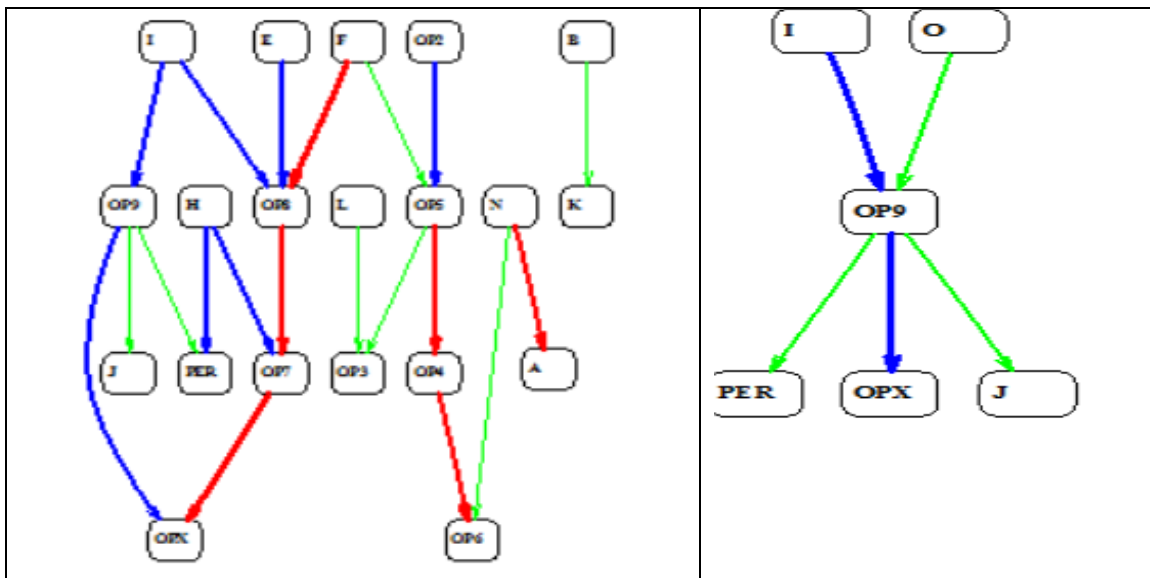 I E F OP2 B
OP9 H OP8 L OP5 N K
J PER OP7 OP3 OP4 A
OPX OP6
I O
OP9
PER OPX J